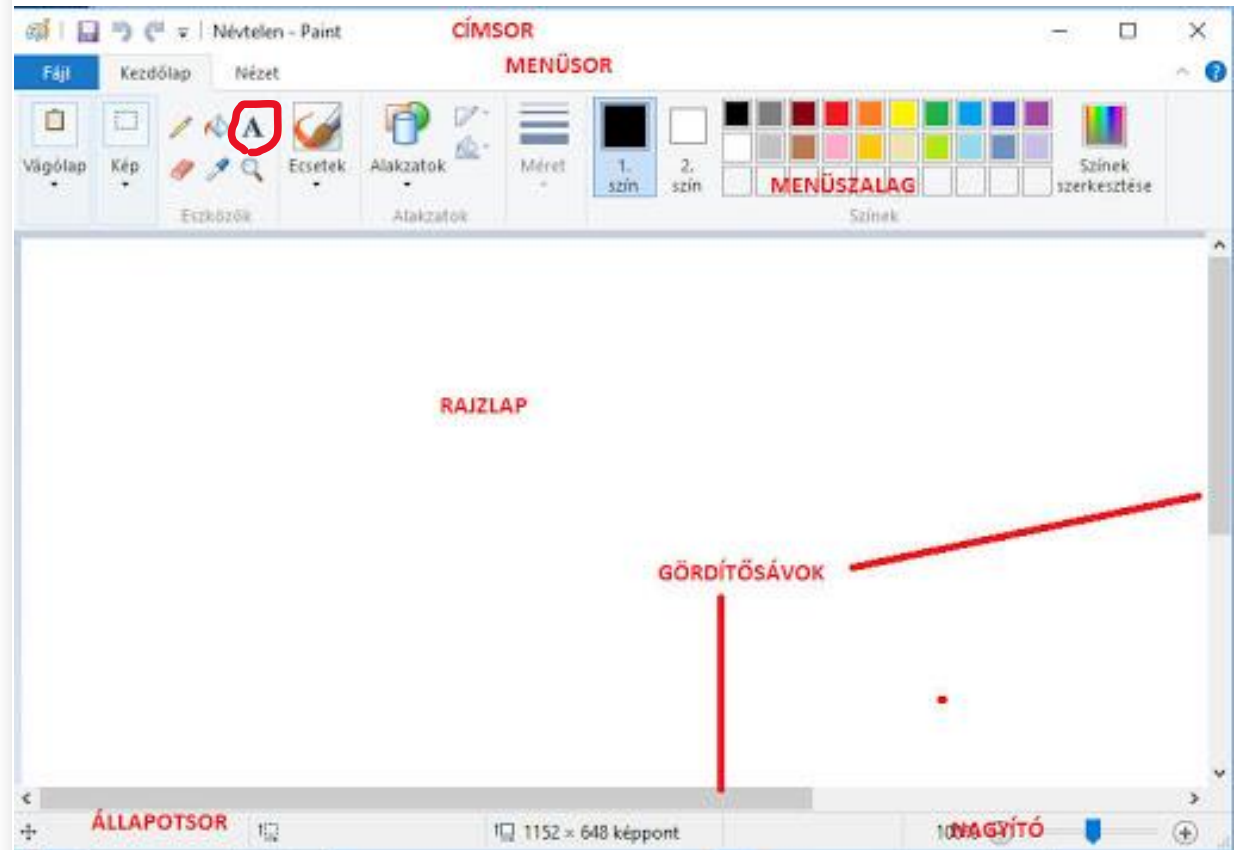 Névtelen - Paint CÍMSOR
Fájl Kezdőlap Nézet MENÜSOR
A
Vágólap Kép Ecsetek Alakzatok Méret 1. szín 2. szín MENÜSZALAG Színek szerkesztése
Eszközök Alakzatok Színek
RAJZLAP
GÖRDÍTŐSÁVOK
ÁLLAPOTSOR 1152 × 648 képpont NAGYÍTÓ